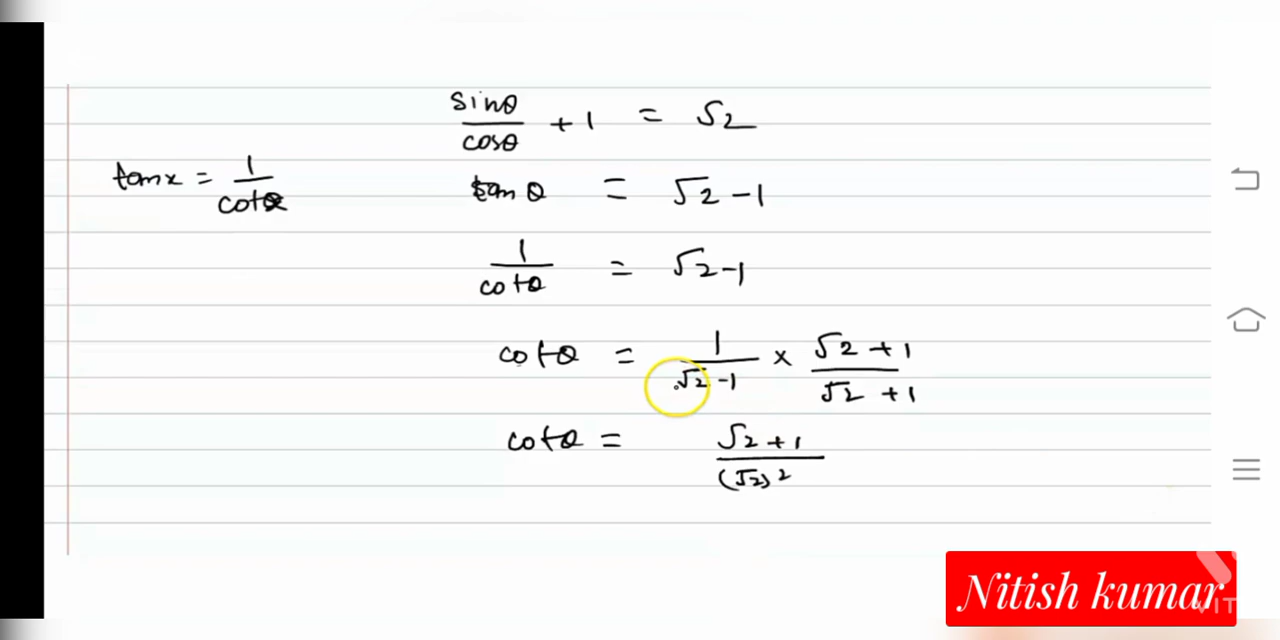 sinθ/cosθ + 1 = √2
tanx = 1/cotx
tanθ = √2 - 1
1/cotθ = √2 - 1
cotθ = 1/√2 - 1 × √2 + 1/√2 + 1
cotθ = √2 + 1/(√2)2
Nitish kumar